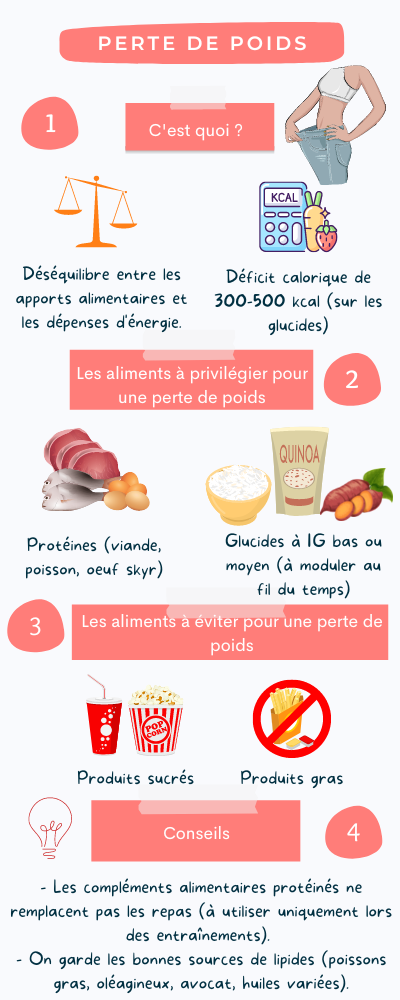 PERTE DE POIDS
1
C'est quoi ?
KCAL
Déséquilibre entre les
apports alimentaires et
les dépenses d'énergie.
Déficit calorique de
300-500 kcal (sur les
glucides)
Les aliments à privilégier pour
une perte de poids
2
QUINOA
Protéines (viande,
poisson, oeuf skyr)
Glucides à IG bas ou
moyen (à moduler au
fil du temps)
3
Les aliments à éviter pour une perte de
poids
POP
CORN
Produits sucrés
Produits gras
Conseils
4
- Les compléments alimentaires protéinés ne
remplacent pas les repas (à utiliser uniquement lors
des entraînements).
- On garde les bonnes sources de lipides (poissons
gras, oléagineux, avocat, huiles variées).